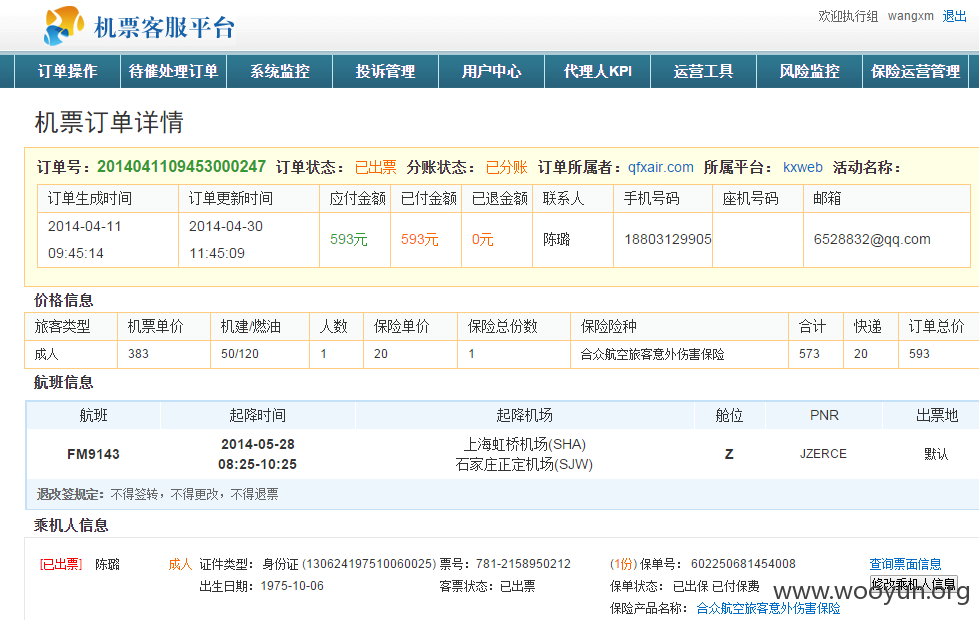 机票客服平台
欢迎执行组 wangxm 退出
订单操作 待催处理订单 系统监控 投诉管理 用户中心 代理人KPI 运营工具 风险监控 保险运营管理
机票订单详情
订单号：2014041109453000247 订单状态：已出票 分账状态：已分账 订单所属者：qfxair.com 所属平台：kxweb 活动名称：
订单生成时间 订单更新时间 应付金额 已付金额 已退金额 联系人 手机号码 座机号码 邮箱
2014-04-11 09:45:14 2014-04-30 11:45:09 593元 593元 0元 陈璐 18803129905 6528832@qq.com
价格信息
旅客类型 机票单价 机建/燃油 人数 保险单价 保险总份数 保险险种 合计 快递 订单总价
成人 383 50/120 1 20 1 合众航空旅客意外伤害保险 573 20 593
航班信息
航班 起降时间 起降机场 舱位 PNR 出票地
FM9143 2014-05-28 08:25-10:25 上海虹桥机场(SHA) 石家庄正定机场(SJW) Z JZERCE 默认
退改签规定：不得签转，不得更改，不得退票
乘机人信息
[已出票] 陈璐 成人 证件类型：身份证 (130624197510060025) 票号：781-2158950212 (1份) 保单号：602250681454008 查询票面信息
出生日期：1975-10-06 客票状态：已出票 保单状态：已出保 已付保费 修改乘机人信息
保险产品名称：合众航空旅客意外伤害保险
www.wooyun.org